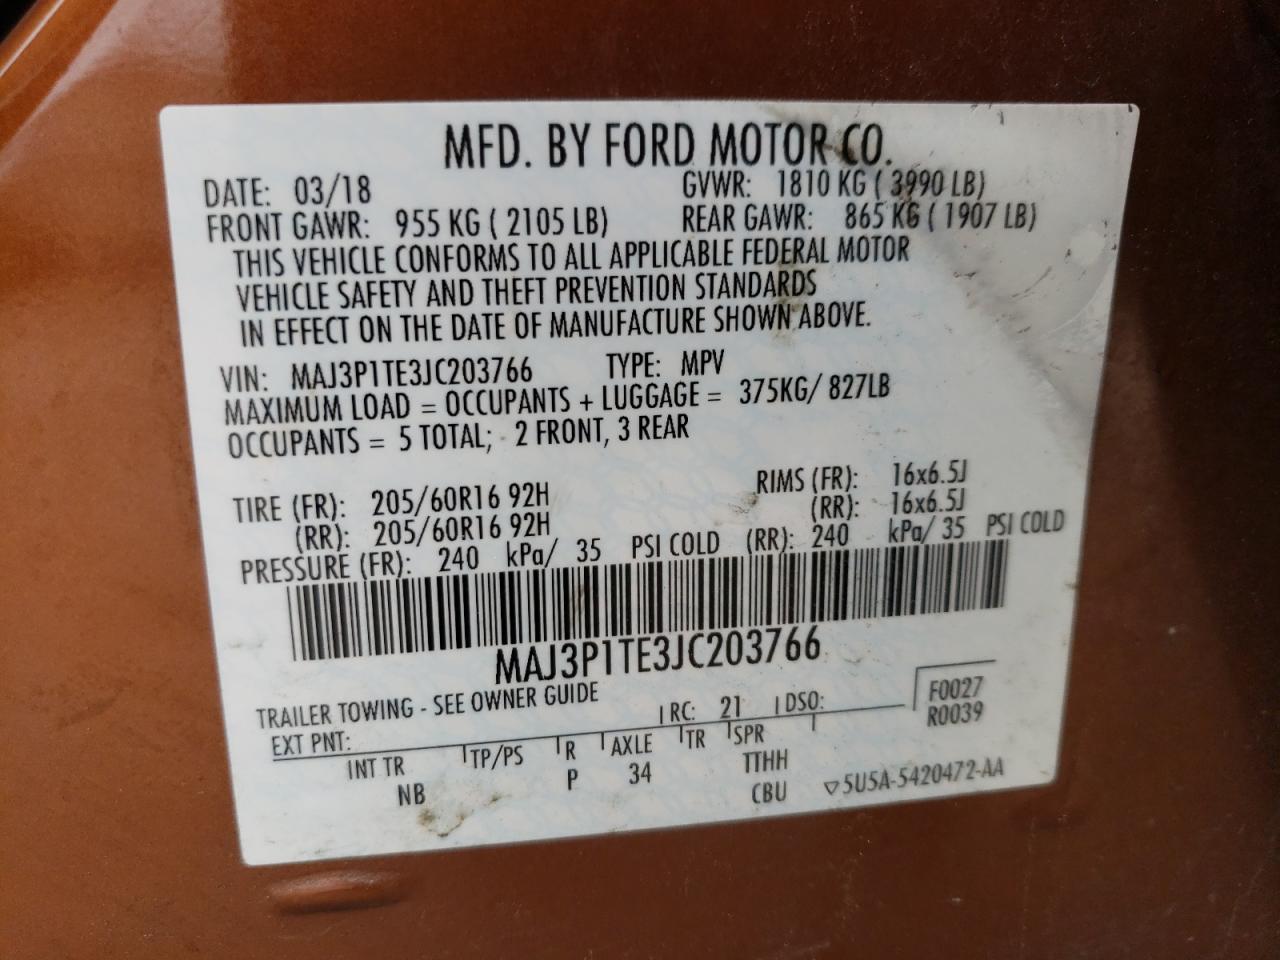 MFD. BY FORD MOTOR CO.
DATE: 03/18 GVWR: 1810 KG ( 3990 LB)
FRONT GAWR: 955 KG ( 2105 LB) REAR GAWR: 865 KG ( 1907 LB)
THIS VEHICLE CONFORMS TO ALL APPLICABLE FEDERAL MOTOR
VEHICLE SAFETY AND THEFT PREVENTION STANDARDS
IN EFFECT ON THE DATE OF MANUFACTURE SHOWN ABOVE.
VIN: MAJ3P1TE3JC203766 TYPE: MPV
MAXIMUM LOAD = OCCUPANTS + LUGGAGE = 375KG/ 827LB
OCCUPANTS = 5 TOTAL; 2 FRONT, 3 REAR
TIRE (FR): 205/60R16 92H RIMS (FR): 16x6.5J
(RR): 205/60R16 92H (RR): 16x6.5J
PRESSURE (FR): 240 kPa/ 35 PSI COLD (RR): 240 kPa/ 35 PSI COLD
MAJ3P1TE3JC203766
TRAILER TOWING - SEE OWNER GUIDE
EXT PNT: RC: 21 DSO: F0027
R0039
INT TR TP/PS R AXLE TR SPR
NB P 34 TTHH
CBU ▽5U5A-5420472-AA